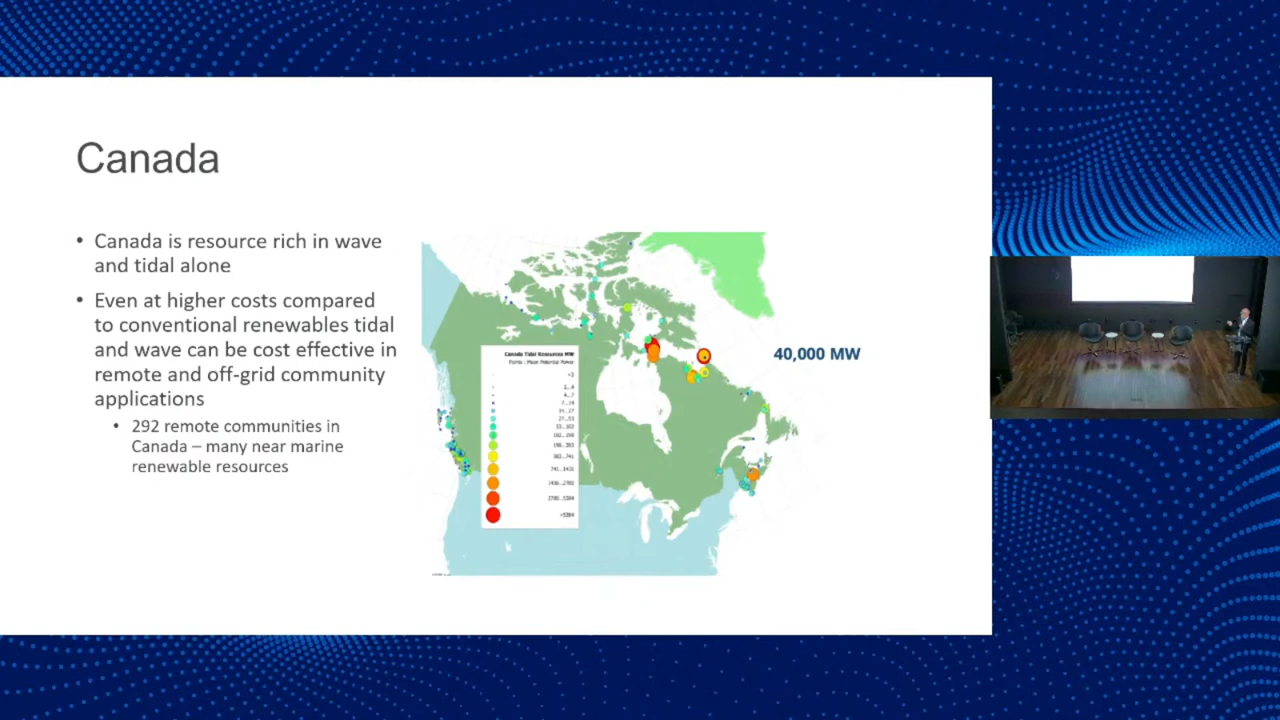 Canada
• Canada is resource rich in wave
and tidal alone
• Even at higher costs compared
to conventional renewables tidal
and wave can be cost effective in
remote and off-grid community
applications
• 292 remote communities in
Canada – many near marine
renewable resources
Canada Tidal Resources MW
Points : Mean Potential Power
40,000 MW